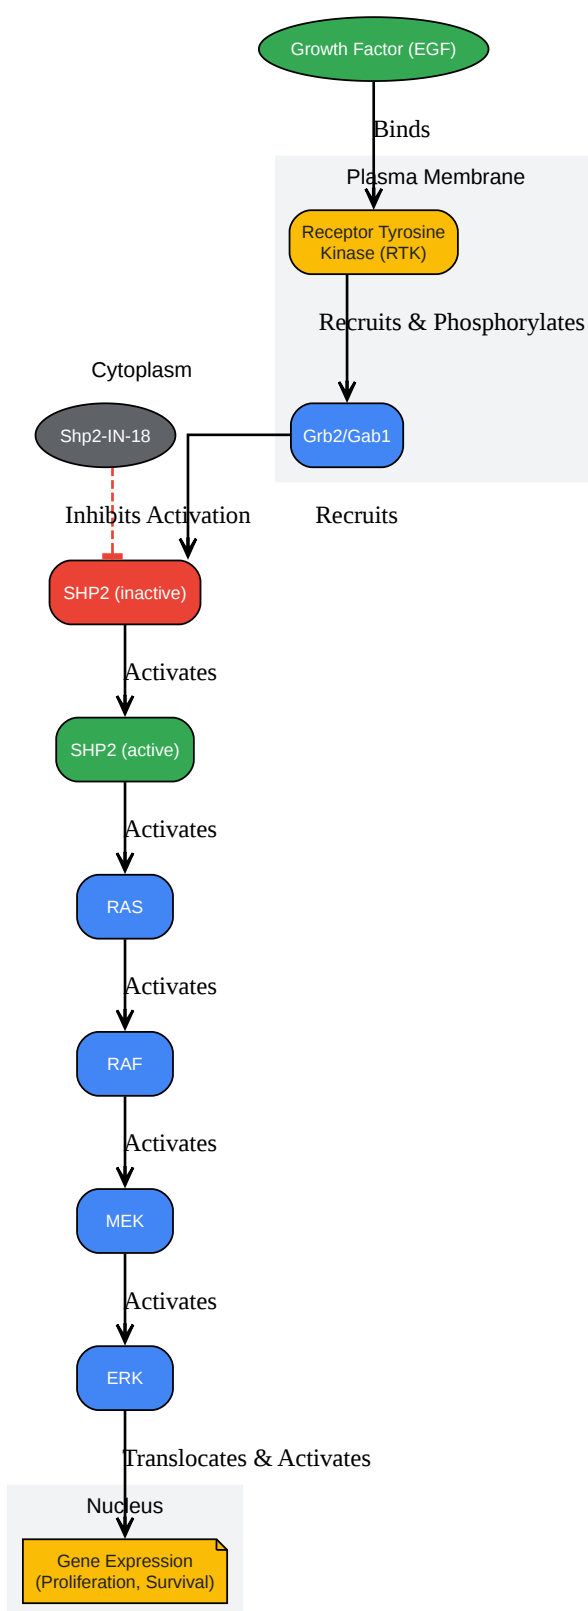 Growth Factor (EGF)
Binds
Plasma Membrane
Receptor Tyrosine
Kinase (RTK)
Recruits & Phosphorylates
Cytoplasm
Shp2-IN-18
Grb2/Gab1
Inhibits Activation
Recruits
SHP2 (inactive)
Activates
SHP2 (active)
Activates
RAS
Activates
RAF
Activates
MEK
Activates
ERK
Translocates & Activates
Nucleus
Gene Expression
(Proliferation, Survival)